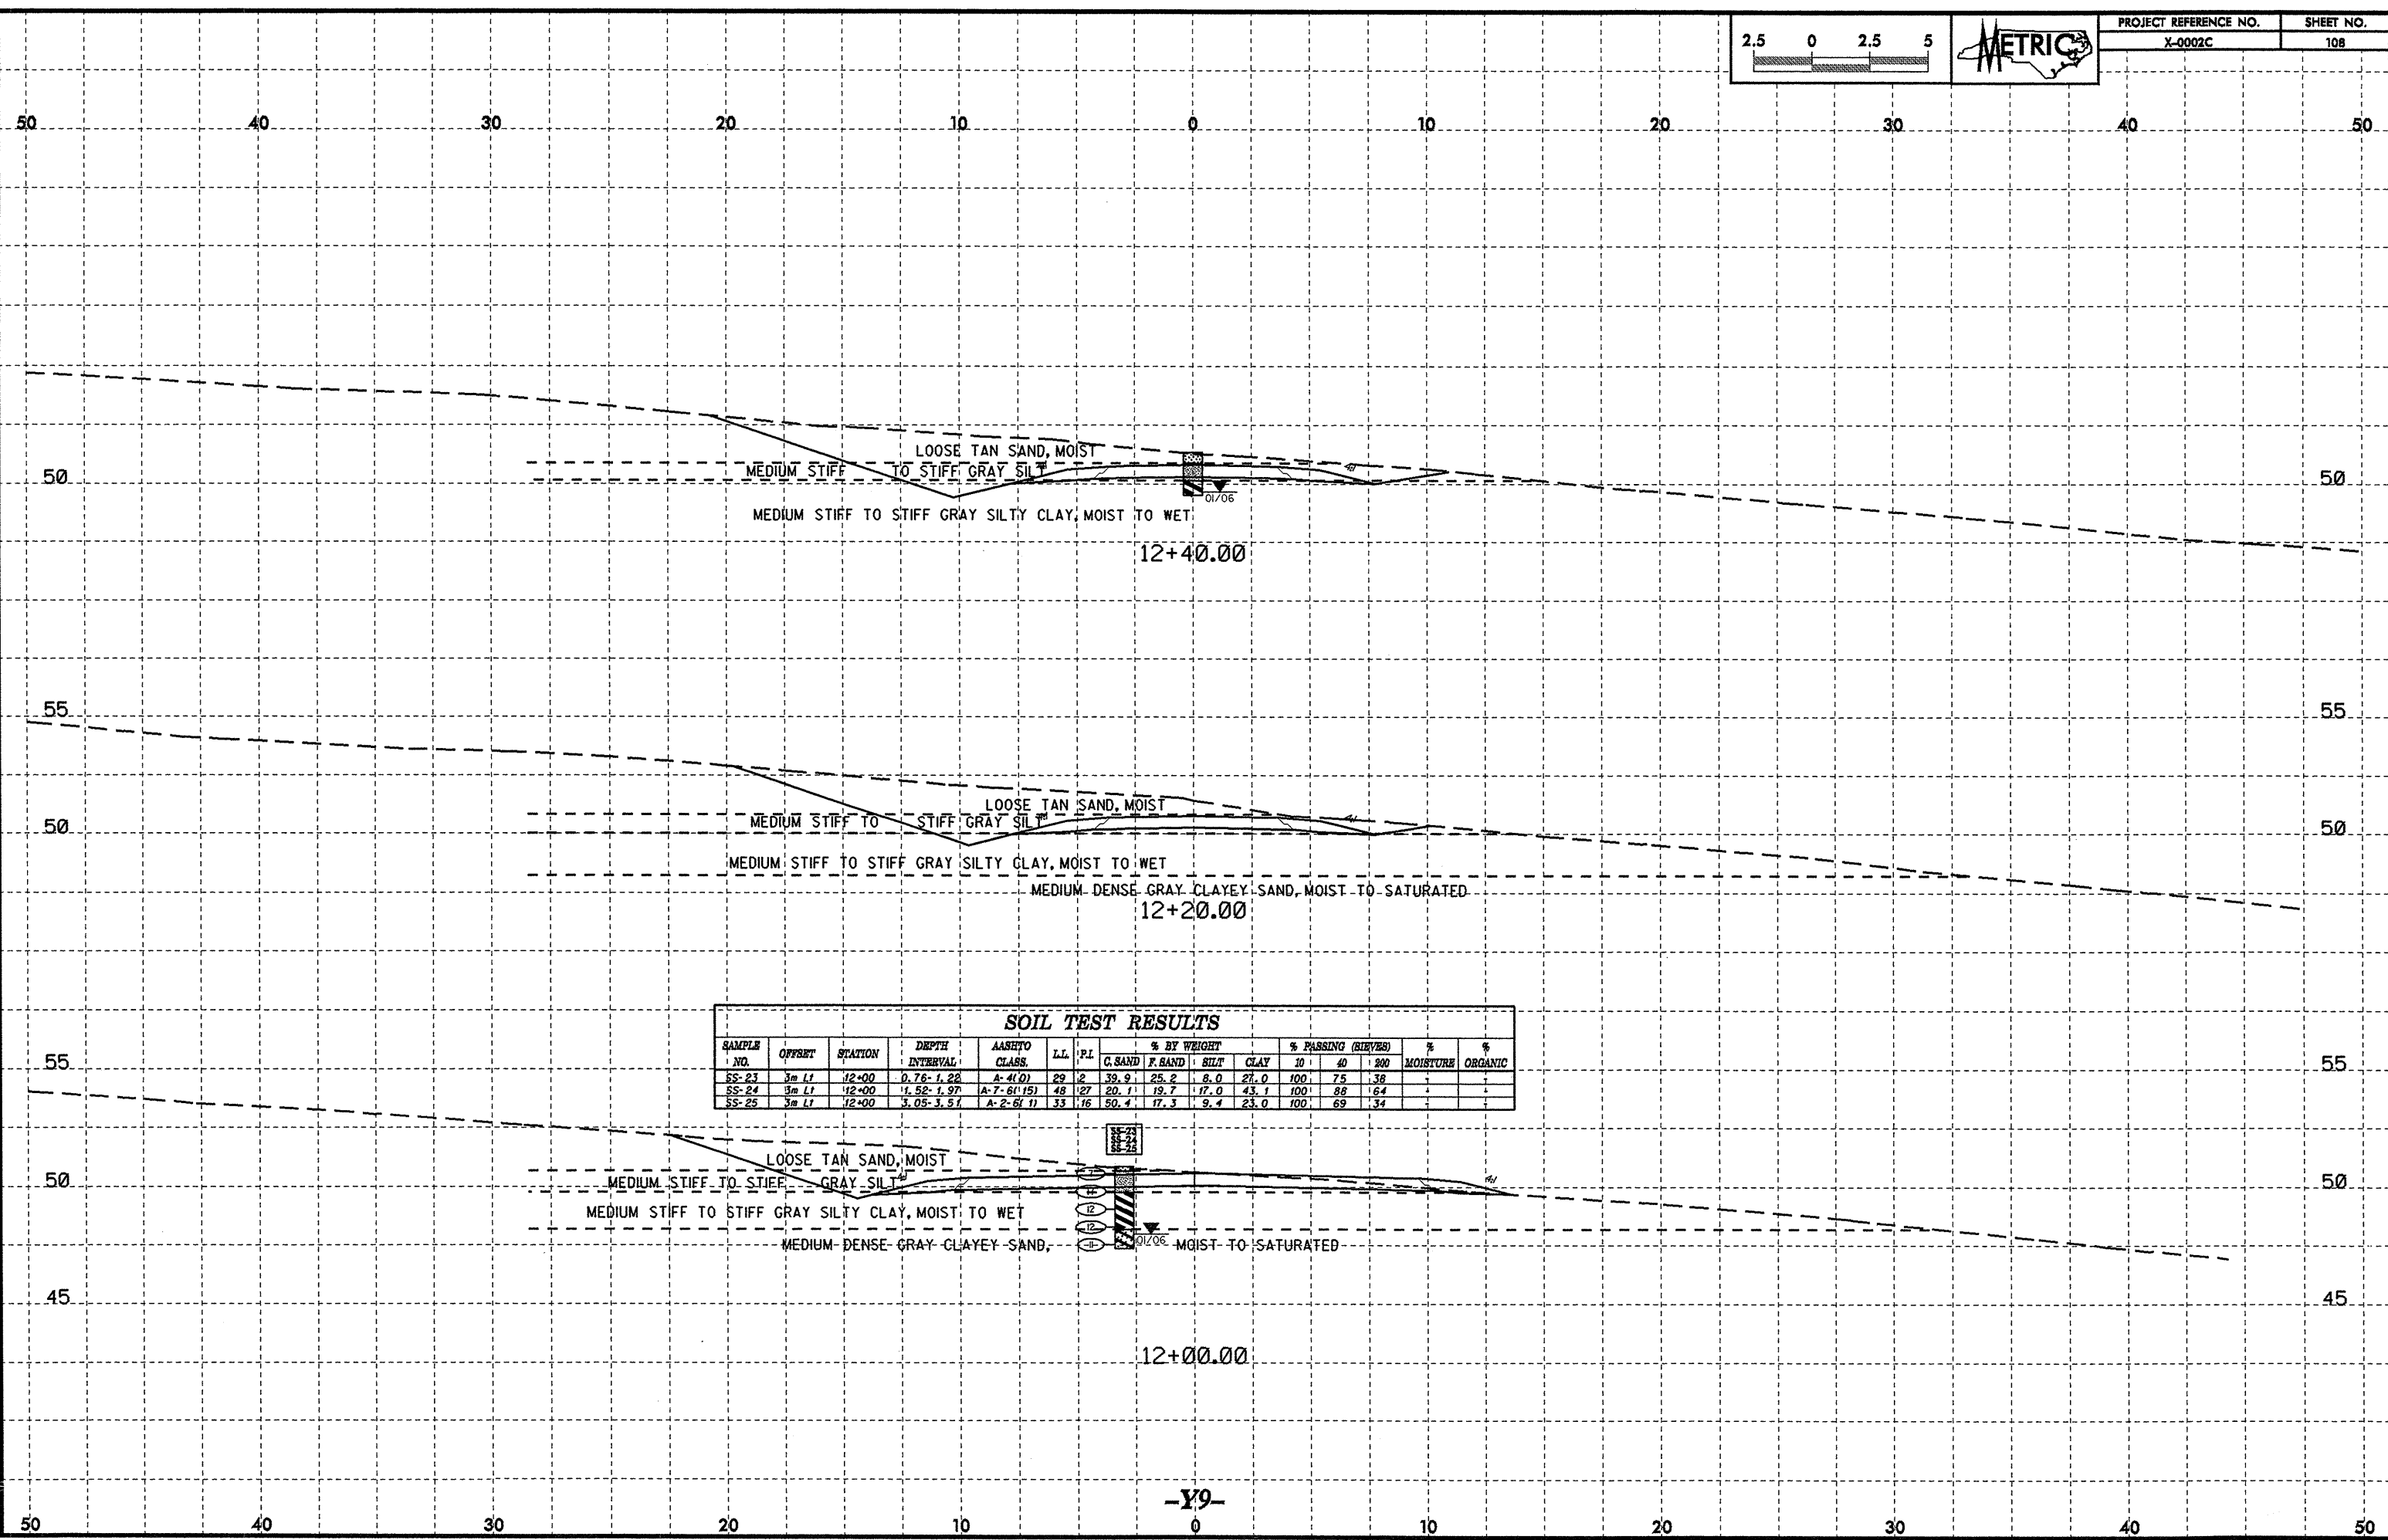 PROJECT REFERENCE NO. SHEET NO.
X-0002C 108
2.5 0 2.5 5
METRIC
50 40 30 20 10 0 10 20 30 40 50
LOOSE TAN SAND, MOIST
MEDIUM STIFF TO STIFF GRAY SILT
50 50
01/06
MEDIUM STIFF TO STIFF GRAY SILTY CLAY, MOIST TO WET
12+40.00
55 55
LOOSE TAN SAND, MOIST
MEDIUM STIFF TO STIFF GRAY SILT
50 50
MEDIUM STIFF TO STIFF GRAY SILTY CLAY, MOIST TO WET
MEDIUM DENSE GRAY CLAYEY SAND, MOIST TO SATURATED
12+20.00
SOIL TEST RESULTS
SAMPLE NO. OFFSET STATION DEPTH INTERVAL AASHTO CLASS. L.L. P.I. % BY WEIGHT % PASSING (SIEVES) % MOISTURE % ORGANIC
C. SAND F. SAND SILT CLAY 10 40 200
SS-23 3m Lt 12+00 0.76-1.22 A-4(0) 29 2 39.9 25.2 8.0 27.0 100 75 38 - -
SS-24 3m Lt 12+00 1.52-1.97 A-7-6(15) 48 27 20.1 19.7 17.0 43.1 100 88 64 - -
SS-25 3m Lt 12+00 3.05-3.51 A-2-6(1) 33 16 50.4 17.3 9.4 23.0 100 69 34 - -
55 55
SS-23
SS-24
SS-25
LOOSE TAN SAND, MOIST
MEDIUM STIFF TO STIFF GRAY SILT
50 50
MEDIUM STIFF TO STIFF GRAY SILTY CLAY, MOIST TO WET
12
12
01/06
MEDIUM DENSE GRAY CLAYEY SAND, 11 MOIST TO SATURATED
45 45
12+00.00
-Y9-
50 40 30 20 10 0 10 20 30 40 50